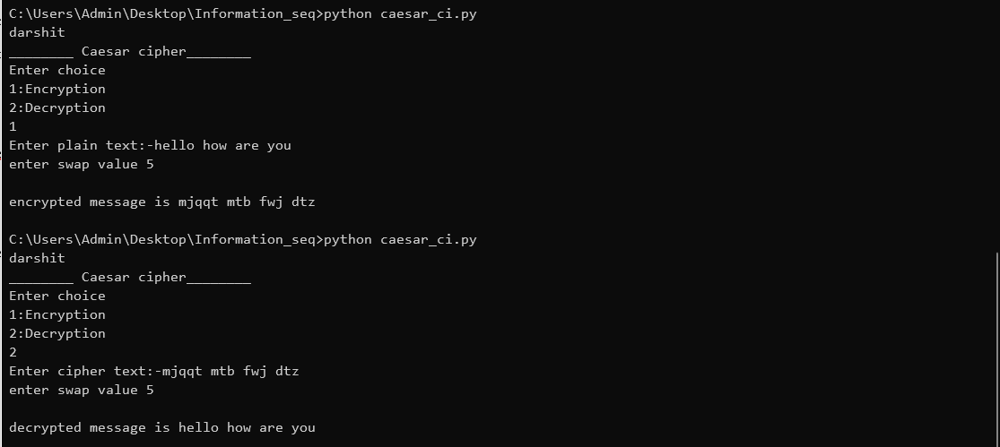 C:\Users\Admin\Desktop\Information_seq>python caesar_ci.py
darshit
________ Caesar cipher________
Enter choice
1:Encryption
2:Decryption
1
Enter plain text:-hello how are you
enter swap value 5
encrypted message is mjqqt mtb fwj dtz
C:\Users\Admin\Desktop\Information_seq>python caesar_ci.py
darshit
________ Caesar cipher________
Enter choice
1:Encryption
2:Decryption
2
Enter cipher text:-mjqqt mtb fwj dtz
enter swap value 5
decrypted message is hello how are you